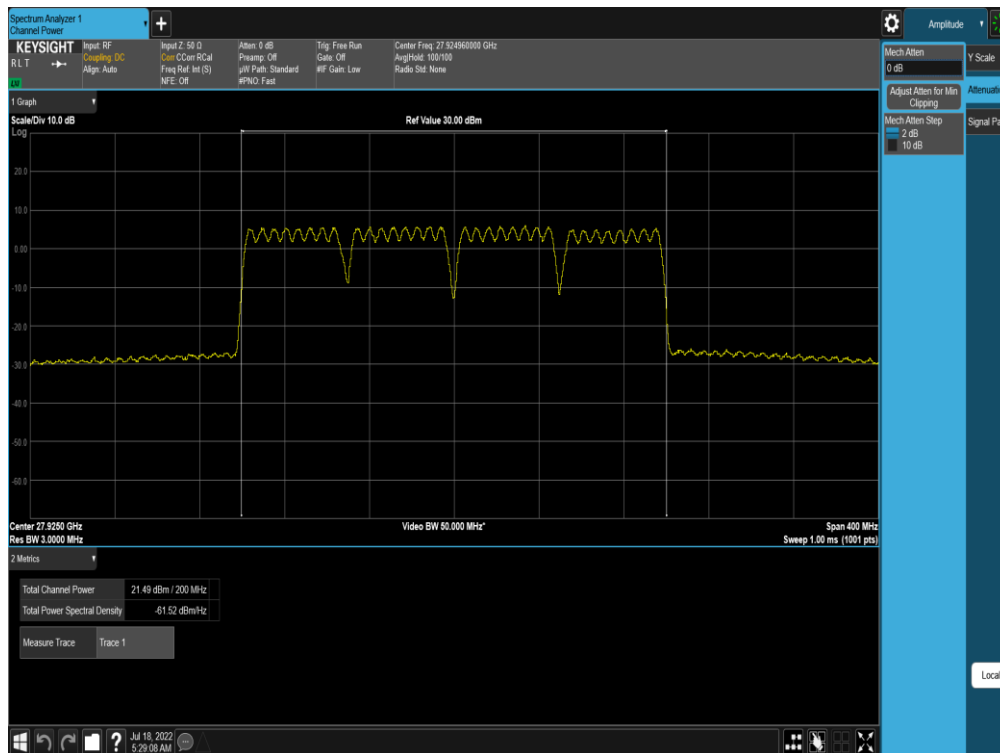 Spectrum Analyzer 1
Channel Power
+
Amplitude
KEYSIGHT
RLT
Input: RF
Coupling: DC
Align: Auto
Input Z: 50 Ω
Corr CCorr RCal
Freq Ref: Int (S)
NFE: Off
Atten: 0 dB
Preamp: Off
µW Path: Standard
#PNO: Fast
Trig: Free Run
Gate: Off
#IF Gain: Low
Center Freq: 27.924960000 GHz
Avg|Hold: 100/100
Radio Std: None
Mech Atten
0 dB
Adjust Atten for Min
Clipping
Mech Atten Step
2 dB
10 dB
Y Scale
Attenuatio
Signal Pa
1 Graph
Scale/Div 10.0 dB
Ref Value 30.00 dBm
Log
20.0
10.0
0.00
-10.0
-20.0
-30.0
-40.0
-50.0
-60.0
Center 27.9250 GHz
Video BW 50.000 MHz*
Span 400 MHz
Res BW 3.0000 MHz
Sweep 1.00 ms (1001 pts)
2 Metrics
Total Channel Power 21.49 dBm / 200 MHz
Total Power Spectral Density -61.52 dBm/Hz
Measure Trace Trace 1
Local
?
Jul 18, 2022
5:29:08 AM